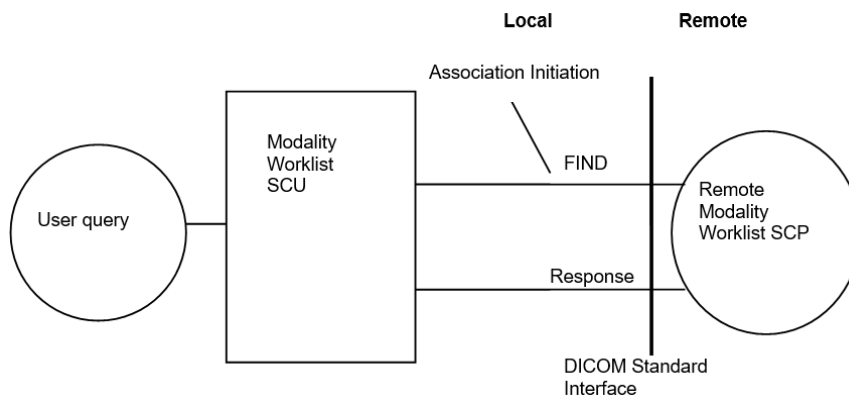 Local
Remote
Association Initiation
Modality
Worklist
SCU
FIND
User query
Remote
Modality
Worklist SCP
Response
DICOM Standard
Interface